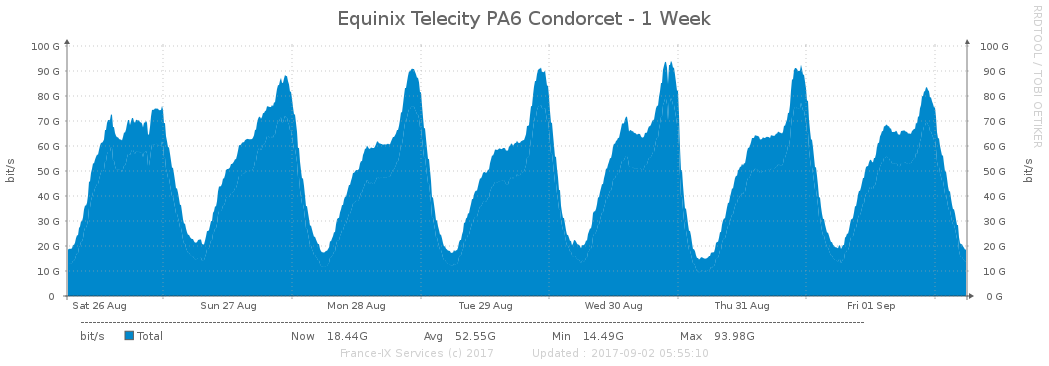 Equinix Telecity PA6 Condorcet - 1 Week
RRDTOOL / TOBI OETIKER
bit/s
bit/s
100 G 100 G
90 G 90 G
80 G 80 G
70 G 70 G
60 G 60 G
50 G 50 G
40 G 40 G
30 G 30 G
20 G 20 G
10 G 10 G
0 0 G
Sat 26 Aug Sun 27 Aug Mon 28 Aug Tue 29 Aug Wed 30 Aug Thu 31 Aug Fri 01 Sep
bit/s Total Now 18.44G Avg 52.55G Min 14.49G Max 93.98G
France-IX Services (c) 2017 Updated : 2017-09-02 05:55:10